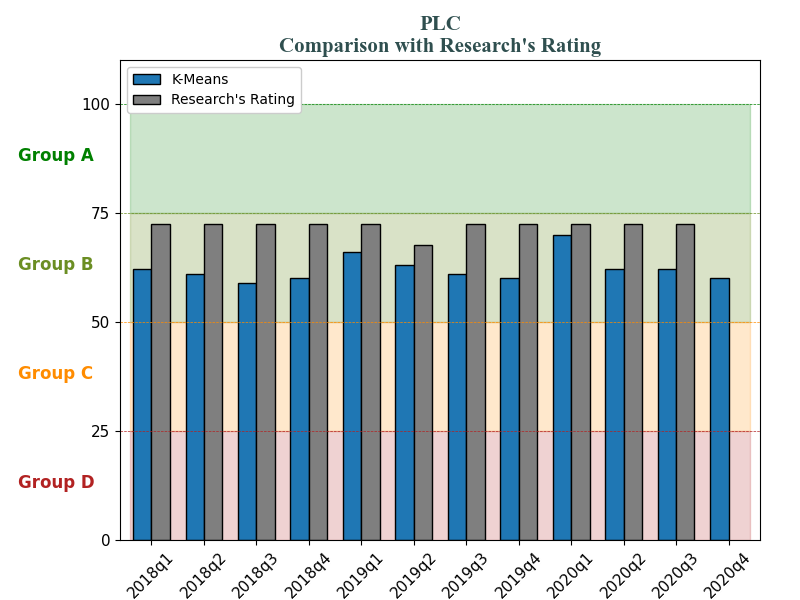 PLC
Comparison with Research's Rating
K-Means
Research's Rating
100
Group A
75
Group B
50
Group C
25
Group D
0
2018q1
2018q2
2018q3
2018q4
2019q1
2019q2
2019q3
2019q4
2020q1
2020q2
2020q3
2020q4